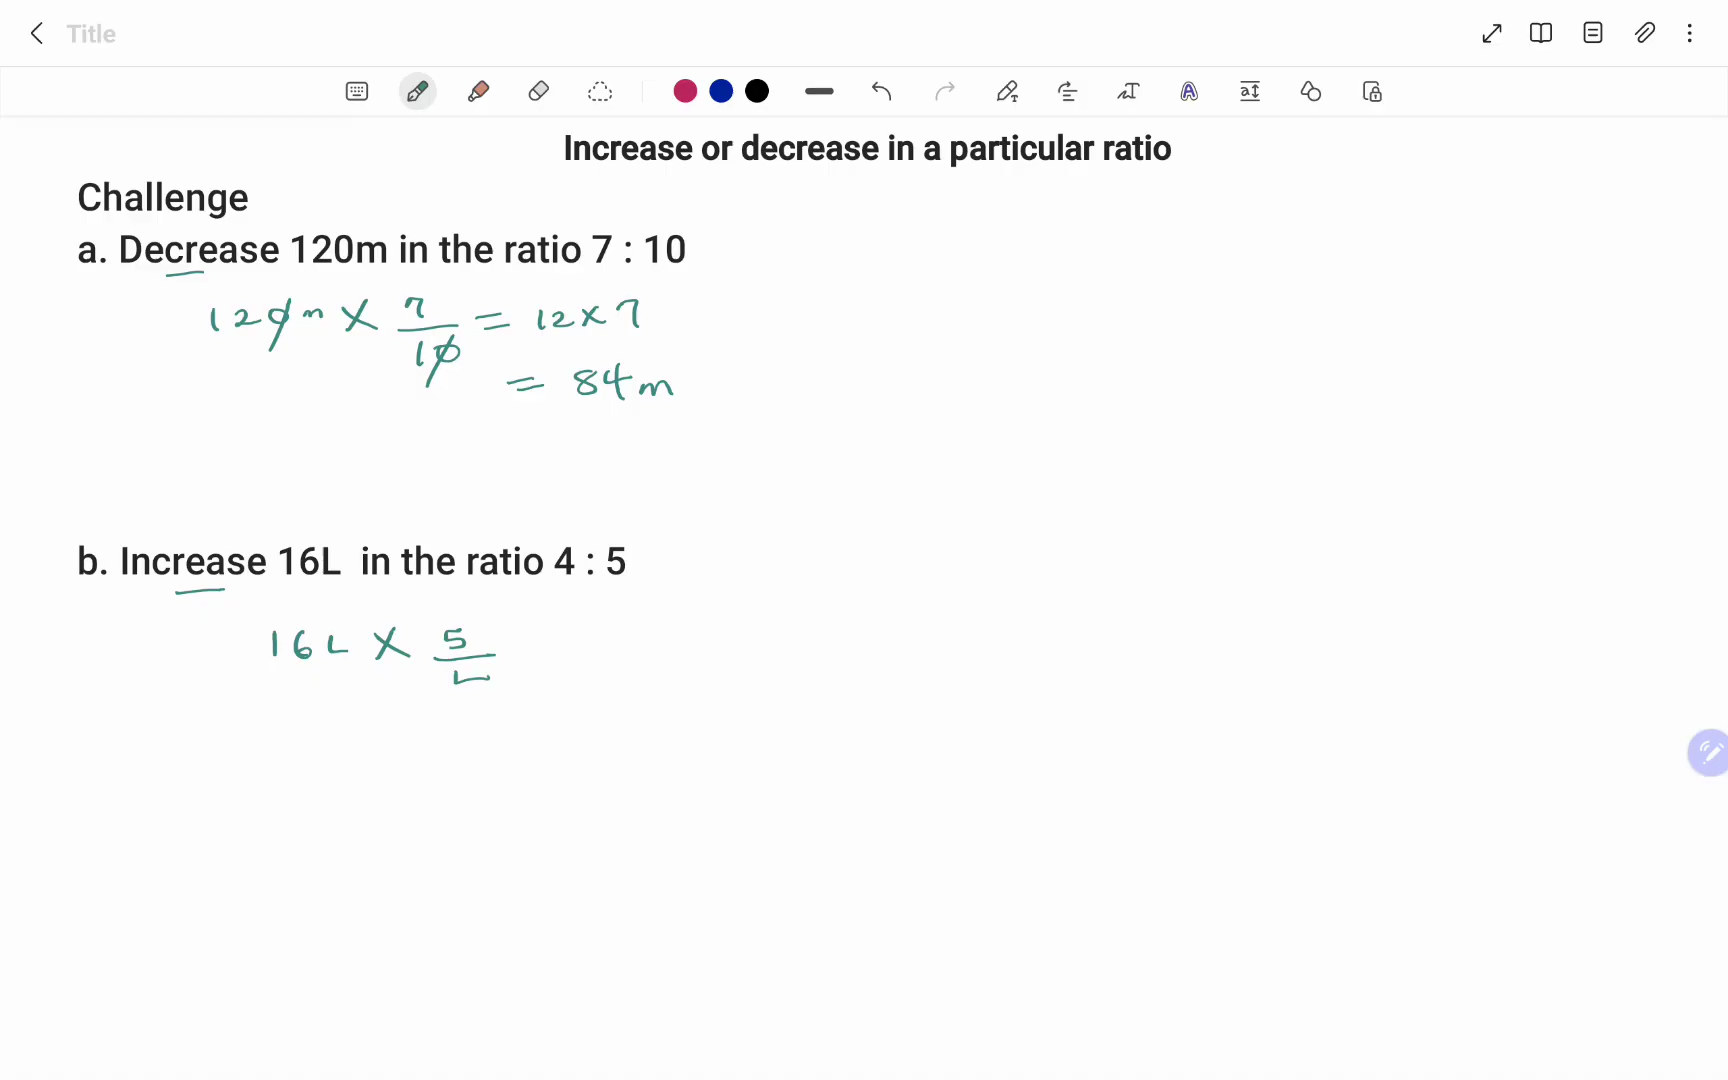 Title
Increase or decrease in a particular ratio
Challenge
a. Decrease 120m in the ratio 7 : 10
120m × 7/10 = 12 × 7
= 84m
b. Increase 16L in the ratio 4 : 5
16L × 5/